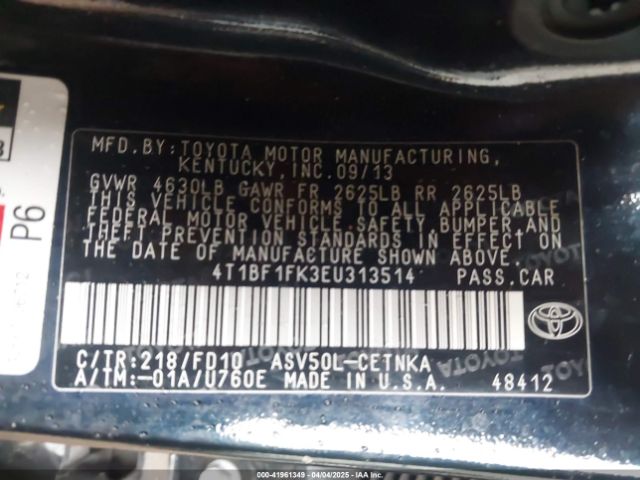 MFD. BY: TOYOTA MOTOR MANUFACTURING,
KENTUCKY, INC. 09/13
GVWR 4630LB GAWR FR 2625LB RR 2625LB
THIS VEHICLE CONFORMS TO ALL APPLICABLE
FEDERAL MOTOR VEHICLE SAFETY, BUMPER, AND
THEFT PREVENTION STANDARDS IN EFFECT ON
THE DATE OF MANUFACTURE SHOWN ABOVE.
4T1BF1FK3EU313514 PASS.CAR
C/TR: 218/FD10 ASV50L-CETNKA
A/TM:-01A/U760E MADE IN U.S.A. 48412
TOYOTA
P6
000-41961349 - 04/04/2025 - IAAI.com